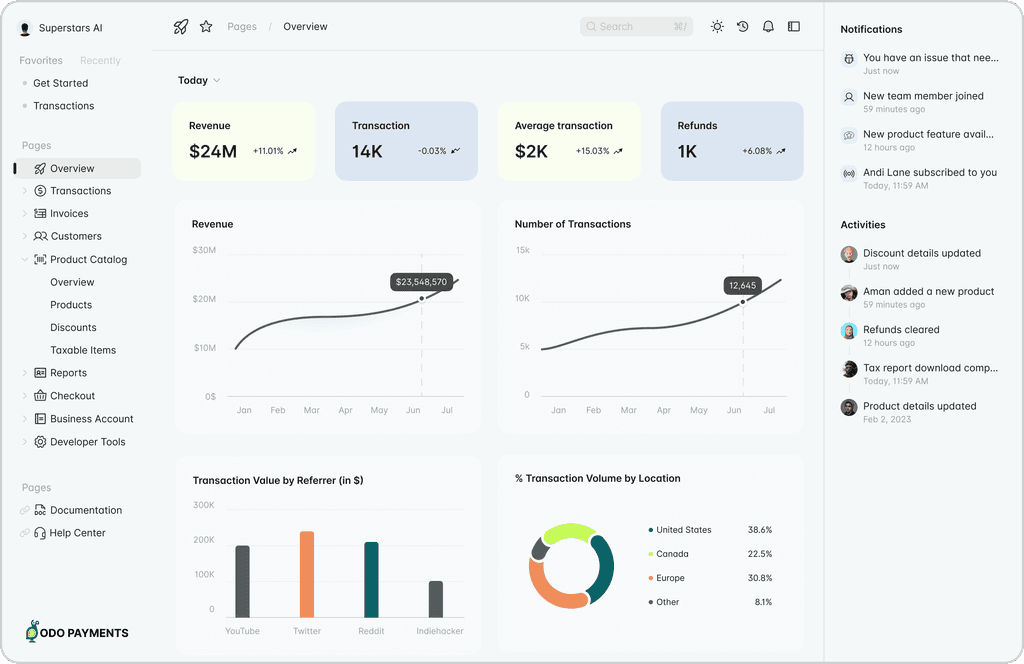 Superstars AI
Favorites Recently
Get Started
Transactions
Pages
Overview
Transactions
Invoices
Customers
Product Catalog
Overview
Products
Discounts
Taxable Items
Reports
Checkout
Business Account
Developer Tools
Pages
Documentation
Help Center
ODO PAYMENTS
Pages / Overview
Search ⌘/
Today
Revenue
$24M +11.01%
Transaction
14K -0.03%
Average transaction
$2K +15.03%
Refunds
1K +6.08%
Revenue
$30M
$20M
$10M
0$
$23,548,570
Jan Feb Mar Apr May Jun Jul
Number of Transactions
15k
10K
5k
0
12,645
Jan Feb Mar Apr May Jun Jul
Transaction Value by Referrer (in $)
300K
200K
100K
0
YouTube Twitter Reddit Indiehacker
% Transaction Volume by Location
United States 38.6%
Canada 22.5%
Europe 30.8%
Other 8.1%
Notifications
You have an issue that nee...
Just now
New team member joined
59 minutes ago
New product feature avail...
12 hours ago
Andi Lane subscribed to you
Today, 11:59 AM
Activities
Discount details updated
Just now
Aman added a new product
59 minutes ago
Refunds cleared
12 hours ago
Tax report download comp...
Today, 11:59 AM
Product details updated
Feb 2, 2023